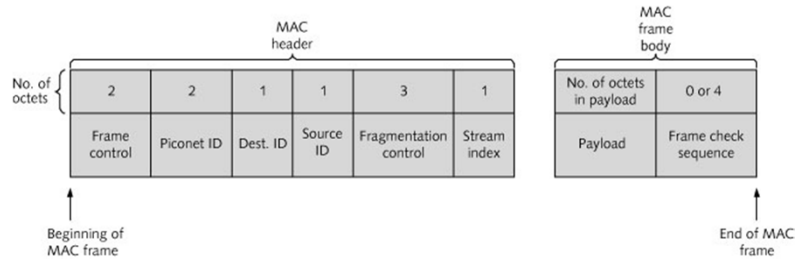 MAC
header
MAC
frame
body
No. of
octets
2
2
1
1
3
1
No. of octets
in payload
0 or 4
Frame
control
Piconet ID
Dest. ID
Source
ID
Fragmentation
control
Stream
index
Payload
Frame check
sequence
Beginning of
MAC frame
End of MAC
frame